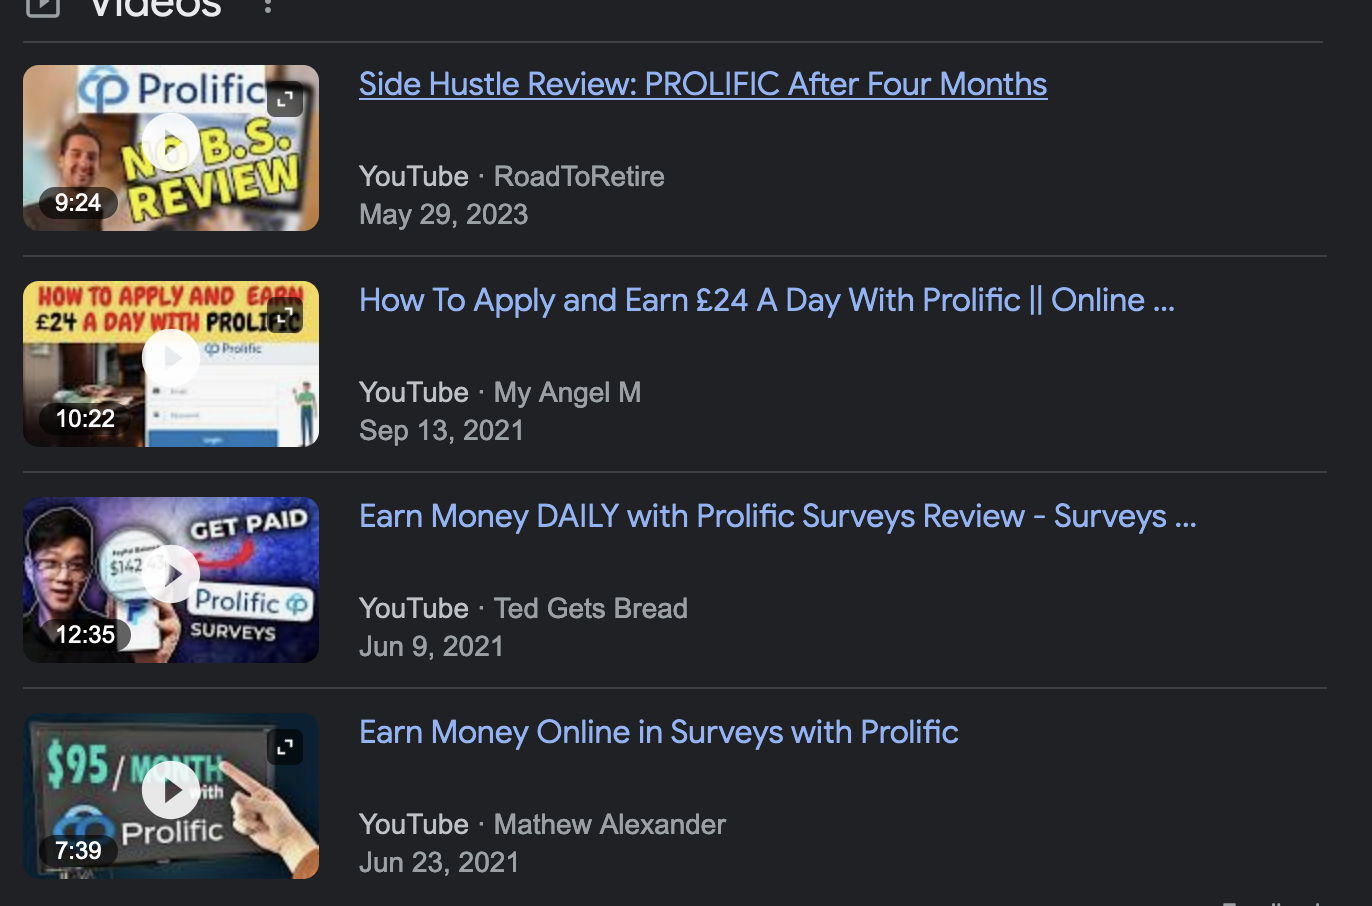 Videos
Prolific
NO B.S.
REVIEW
9:24
Side Hustle Review: PROLIFIC After Four Months
YouTube · RoadToRetire
May 29, 2023
HOW TO APPLY AND EARN
£24 A DAY WITH PROLIFIC
Prolific
Login
10:22
How To Apply and Earn £24 A Day With Prolific || Online ...
YouTube · My Angel M
Sep 13, 2021
GET PAID
$142
Prolific
SURVEYS
12:35
Earn Money DAILY with Prolific Surveys Review - Surveys ...
YouTube · Ted Gets Bread
Jun 9, 2021
$95 / MONTH
with
Prolific
7:39
Earn Money Online in Surveys with Prolific
YouTube · Mathew Alexander
Jun 23, 2021